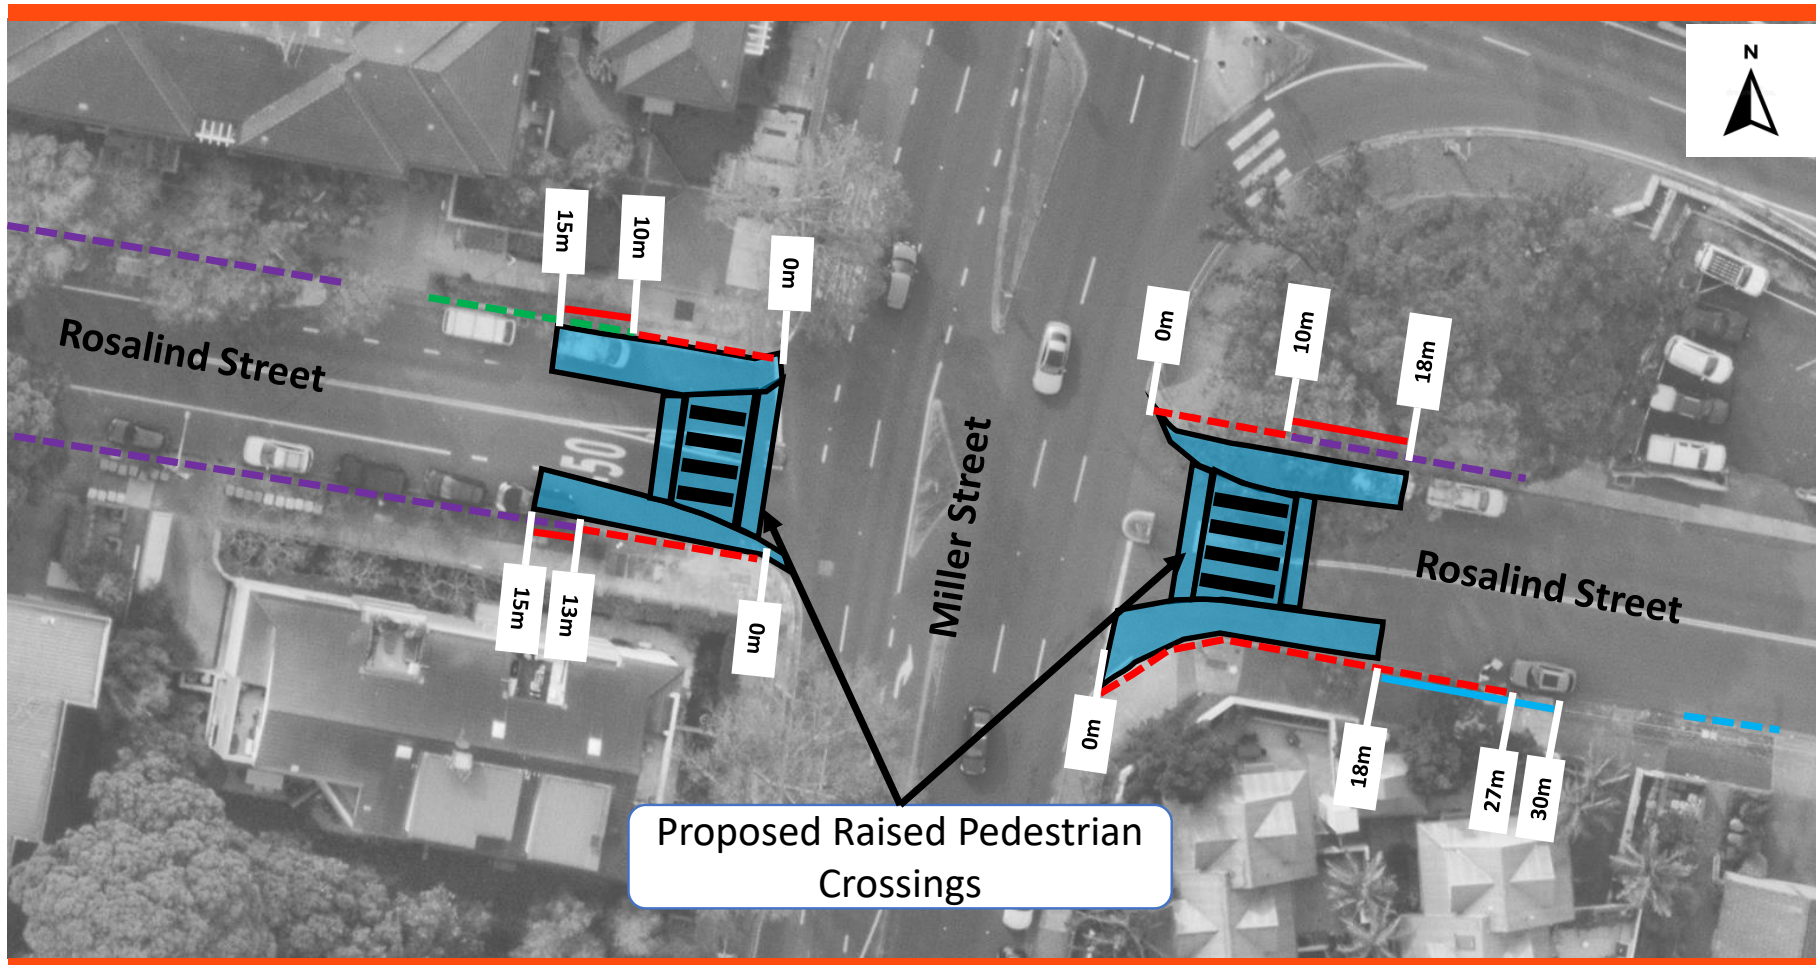 N
15m
10m
0m
0m
10m
18m
Rosalind Street
50
Miller Street
Rosalind Street
15m
13m
0m
0m
18m
27m
30m
Proposed Raised Pedestrian
Crossings